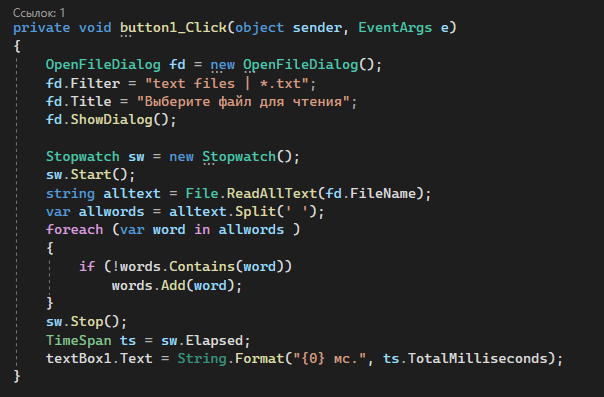 Ссылок: 1
private void button1_Click(object sender, EventArgs e)
{
    OpenFileDialog fd = new OpenFileDialog();
    fd.Filter = "text files | *.txt";
    fd.Title = "Выберите файл для чтения";
    fd.ShowDialog();

    Stopwatch sw = new Stopwatch();
    sw.Start();
    string alltext = File.ReadAllText(fd.FileName);
    var allwords = alltext.Split(' ');
    foreach (var word in allwords )
    {
        if (!words.Contains(word))
            words.Add(word);
    }
    sw.Stop();
    TimeSpan ts = sw.Elapsed;
    textBox1.Text = String.Format("{0} мс.", ts.TotalMilliseconds);
}